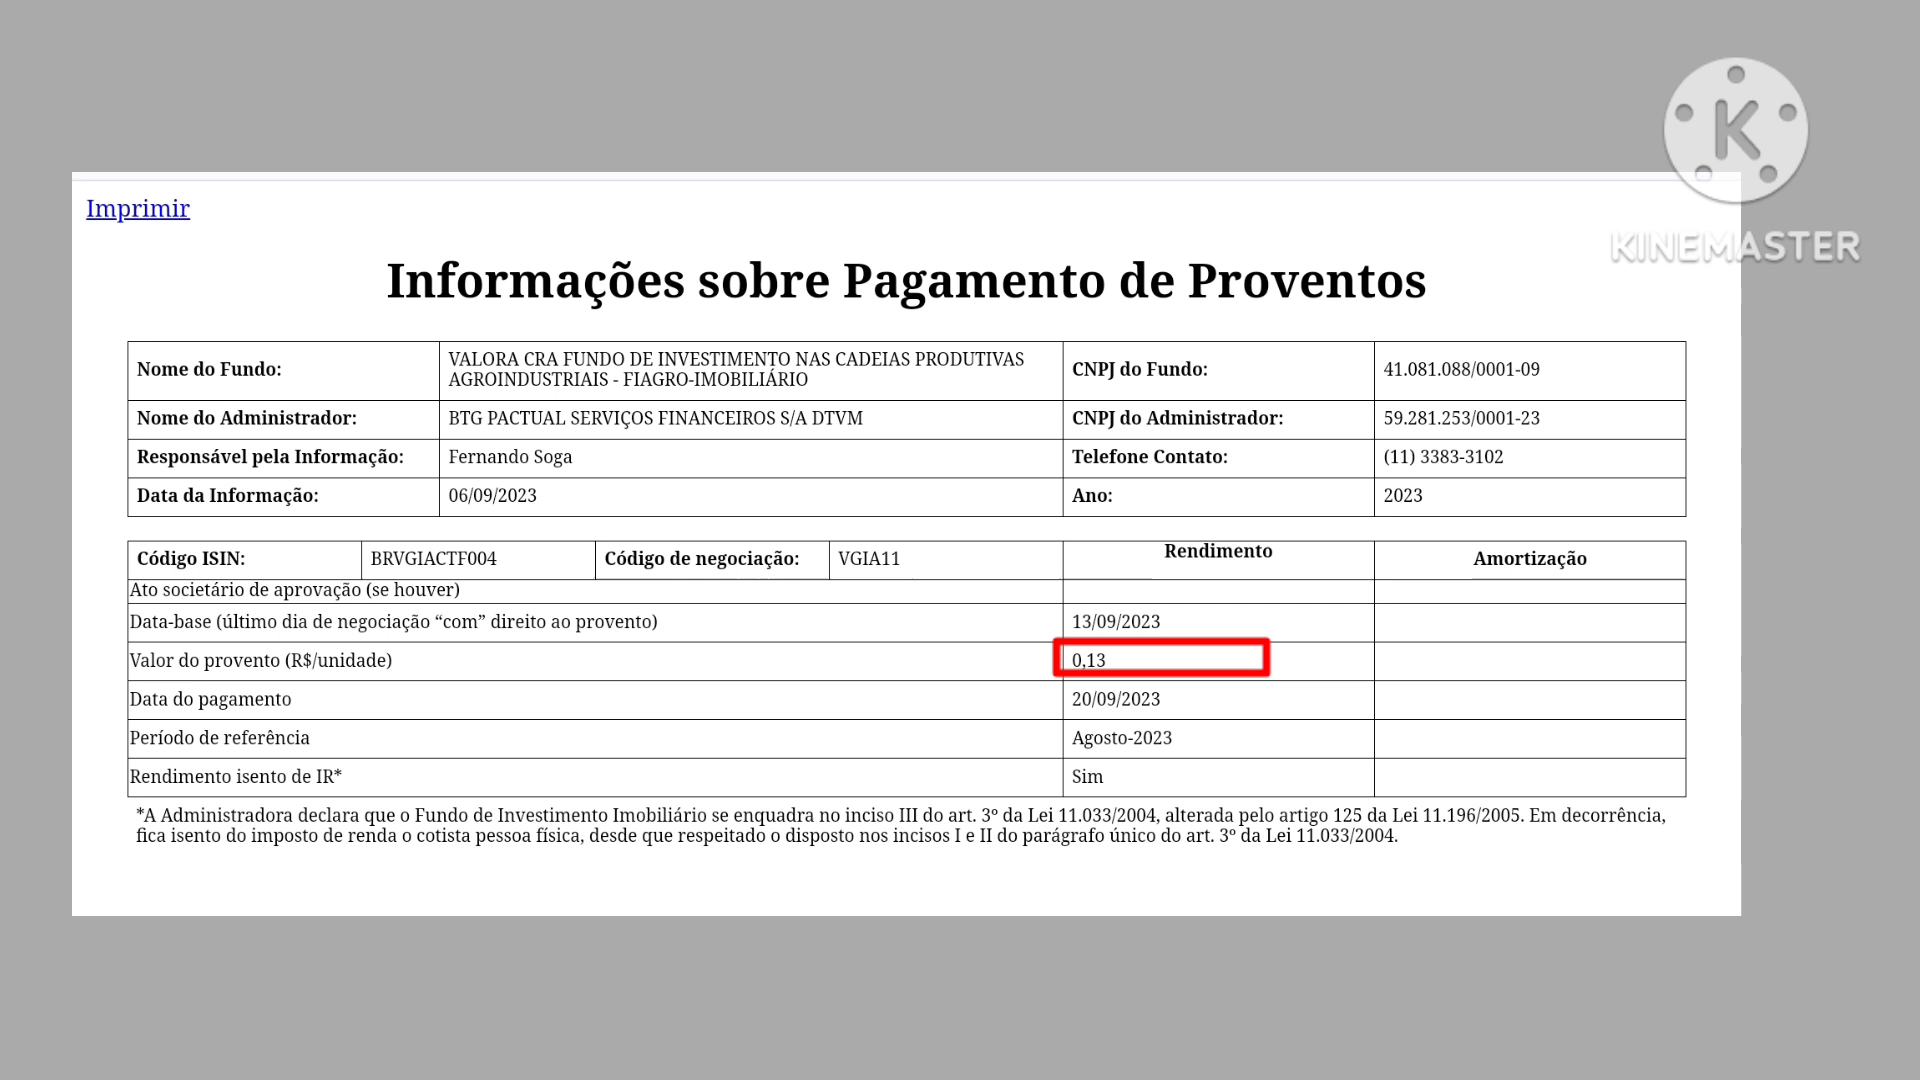 K
KINEMASTER
Imprimir
Informações sobre Pagamento de Proventos
Nome do Fundo: VALORA CRA FUNDO DE INVESTIMENTO NAS CADEIAS PRODUTIVAS AGROINDUSTRIAIS - FIAGRO-IMOBILIÁRIO CNPJ do Fundo: 41.081.088/0001-09
Nome do Administrador: BTG PACTUAL SERVIÇOS FINANCEIROS S/A DTVM CNPJ do Administrador: 59.281.253/0001-23
Responsável pela Informação: Fernando Soga Telefone Contato: (11) 3383-3102
Data da Informação: 06/09/2023 Ano: 2023
Código ISIN: BRVGIACTF004 Código de negociação: VGIA11 Rendimento Amortização
Ato societário de aprovação (se houver)
Data-base (último dia de negociação “com” direito ao provento) 13/09/2023
Valor do provento (R$/unidade) 0,13
Data do pagamento 20/09/2023
Período de referência Agosto-2023
Rendimento isento de IR* Sim
*A Administradora declara que o Fundo de Investimento Imobiliário se enquadra no inciso III do art. 3º da Lei 11.033/2004, alterada pelo artigo 125 da Lei 11.196/2005. Em decorrência,
fica isento do imposto de renda o cotista pessoa física, desde que respeitado o disposto nos incisos I e II do parágrafo único do art. 3º da Lei 11.033/2004.